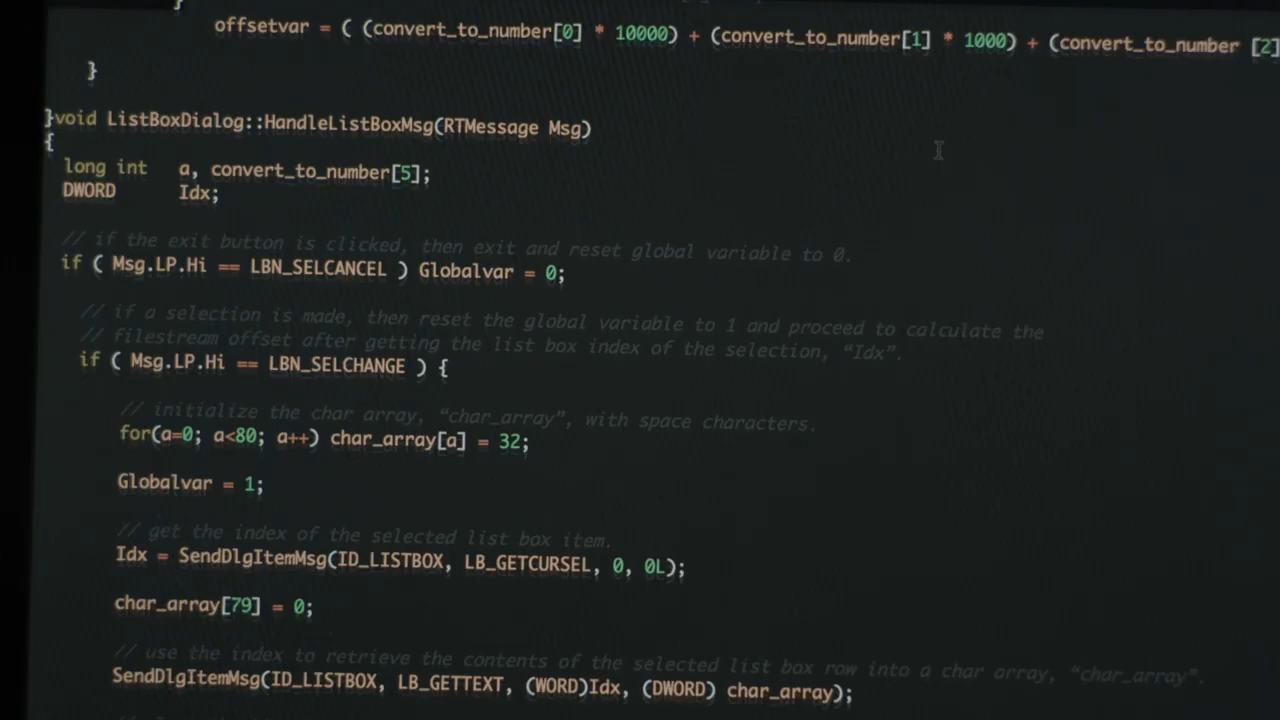 }
offsetvar = ( (convert_to_number[0] * 10000) + (convert_to_number[1] * 1000) + (convert_to_number [2]
}
}void ListBoxDialog::HandleListBoxMsg(RTMessage Msg)
{
long int a, convert_to_number[5];
DWORD Idx;
// if the exit button is clicked, then exit and reset global variable to 0.
if ( Msg.LP.Hi == LBN_SELCANCEL ) Globalvar = 0;
// if a selection is made, then reset the global variable to 1 and proceed to calculate the
// filestream offset after getting the list box index of the selection, “Idx”.
if ( Msg.LP.Hi == LBN_SELCHANGE ) {
// initialize the char array, “char_array”, with space characters.
for(a=0; a<80; a++) char_array[a] = 32;
Globalvar = 1;
// get the index of the selected list box item.
Idx = SendDlgItemMsg(ID_LISTBOX, LB_GETCURSEL, 0, 0L);
char_array[79] = 0;
// use the index to retrieve the contents of the selected list box row into a char array, “char_array”.
SendDlgItemMsg(ID_LISTBOX, LB_GETTEXT, (WORD)Idx, (DWORD) char_array);